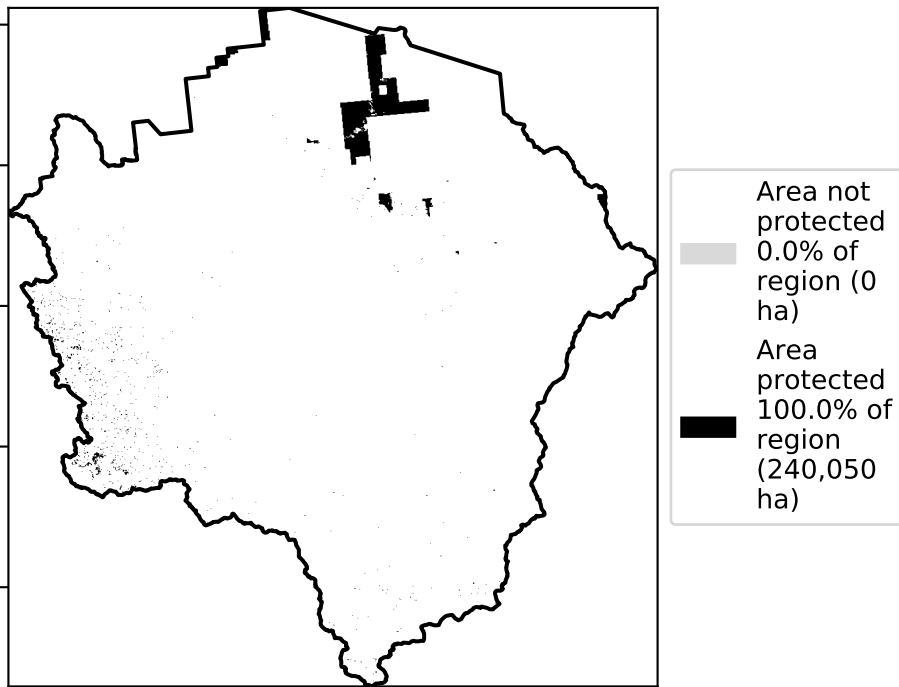 Area not
protected
0.0% of
region (0
ha)
Area
protected
100.0% of
region
(240,050
ha)